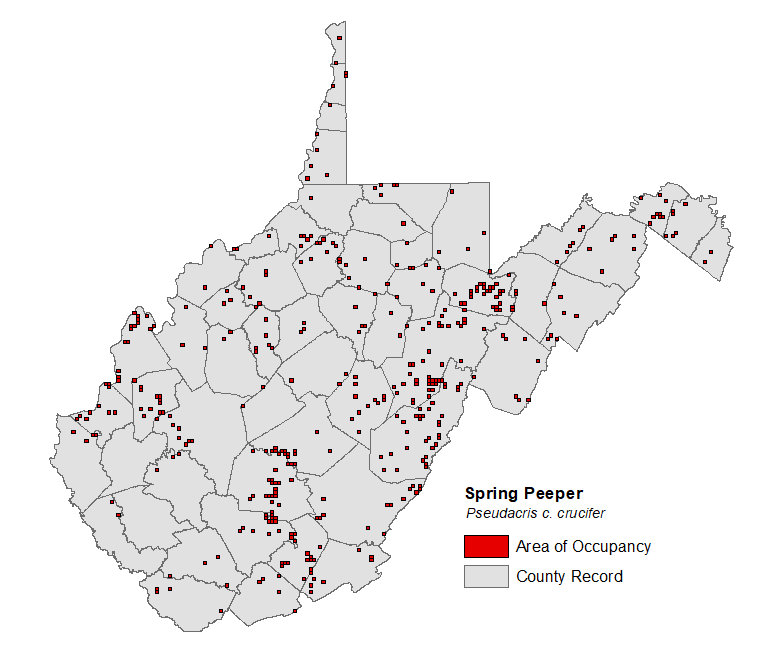 Spring Peeper
Pseudacris c. crucifer
Area of Occupancy
County Record